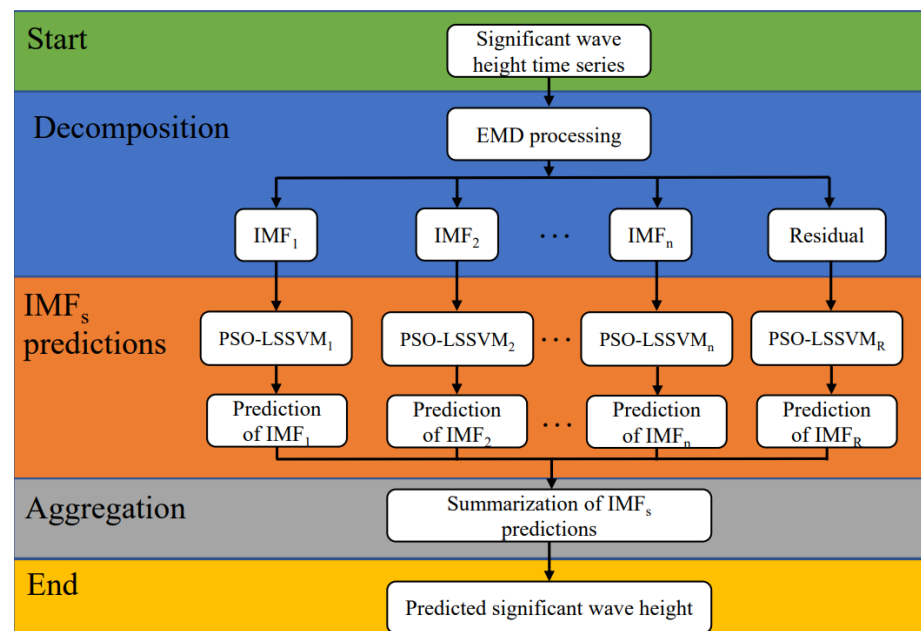 Start
Significant wave
height time series
Decomposition
EMD processing
IMF₁
IMF₂
...
IMFₙ
Residual
IMFₛ
predictions
PSO-LSSVM₁
PSO-LSSVM₂
...
PSO-LSSVMₙ
PSO-LSSVM_R
Prediction
of IMF₁
Prediction
of IMF₂
...
Prediction
of IMFₙ
Prediction
of IMF_R
Aggregation
Summarization of IMFₛ
predictions
End
Predicted significant wave height